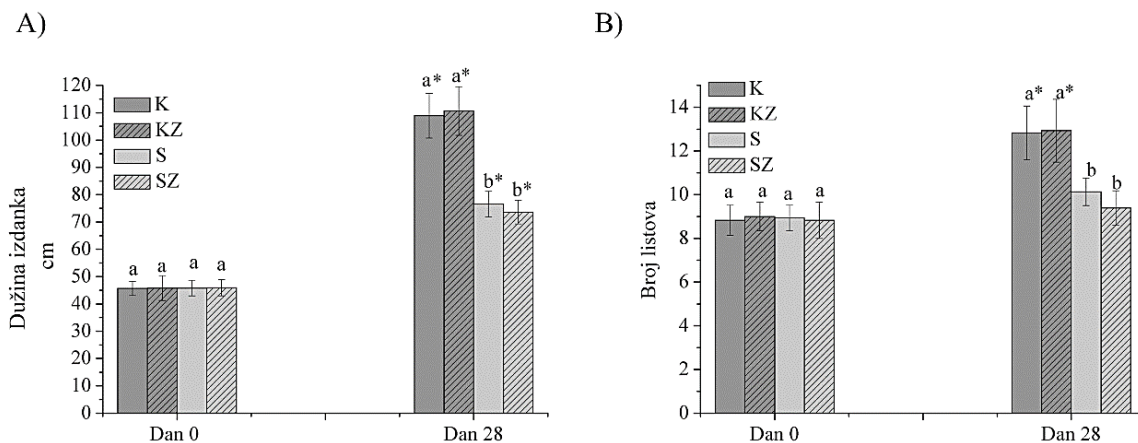 A)
120
110
100
90
80
70
60
50
40
30
20
10
0
Dužina izdanka
cm
K
KZ
S
SZ
a a a a
a* a*
b* b*
Dan 0 Dan 28
B)
14
12
10
8
6
4
2
0
Broj listova
K
KZ
S
SZ
a a a a
a* a*
b b
Dan 0 Dan 28